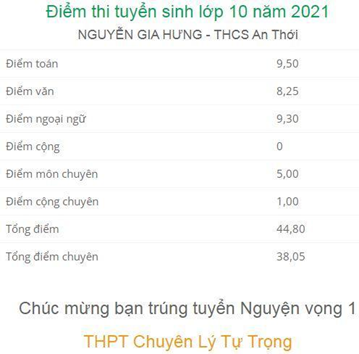 Điểm thi tuyển sinh lớp 10 năm 2021
NGUYỄN GIA HƯNG - THCS An Thới
Điểm toán 9,50
Điểm văn 8,25
Điểm ngoại ngữ 9,30
Điểm cộng 0
Điểm môn chuyên 5,00
Điểm cộng chuyên 1,00
Tổng điểm 44,80
Tổng điểm chuyên 38,05
Chúc mừng bạn trúng tuyển Nguyện vọng 1
THPT Chuyên Lý Tự Trọng